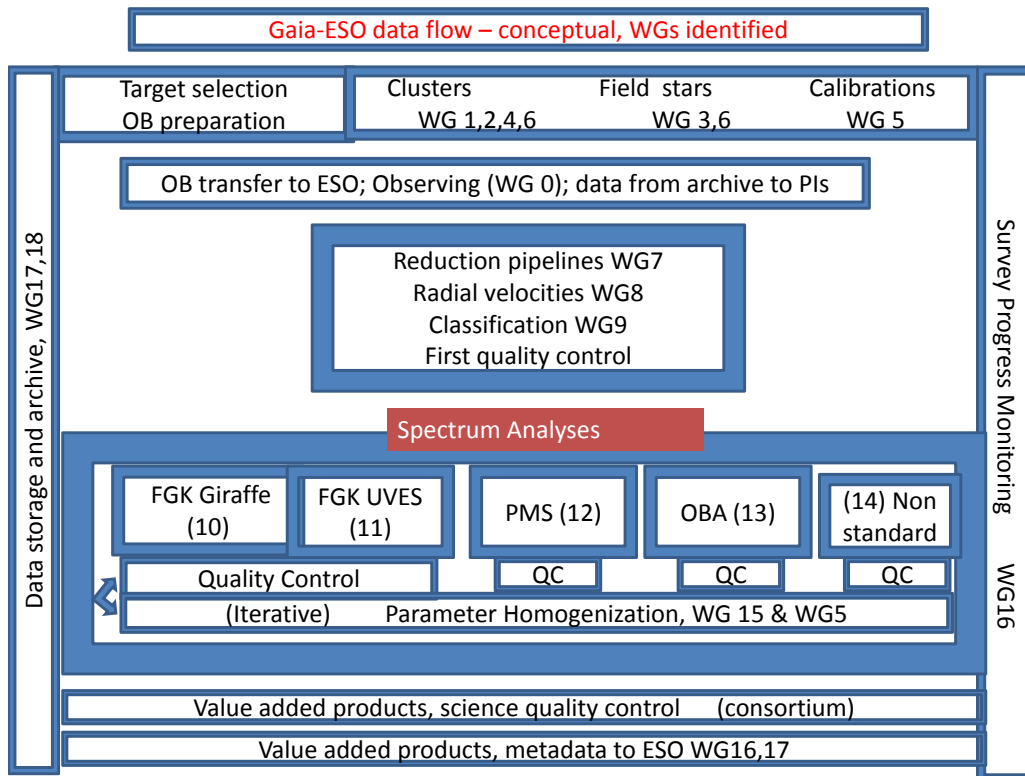 Gaia-ESO data flow – conceptual, WGs identified
Target selection
OB preparation
Clusters Field stars Calibrations
WG 1,2,4,6 WG 3,6 WG 5
OB transfer to ESO; Observing (WG 0); data from archive to PIs
Reduction pipelines WG7
Radial velocities WG8
Classification WG9
First quality control
Data storage and archive, WG17,18
Survey Progress Monitoring WG16
Spectrum Analyses
FGK Giraffe
(10)
FGK UVES
(11)
PMS (12)
OBA (13)
(14) Non
standard
Quality Control
QC
QC
QC
(Iterative) Parameter Homogenization, WG 15 & WG5
Value added products, science quality control (consortium)
Value added products, metadata to ESO WG16,17